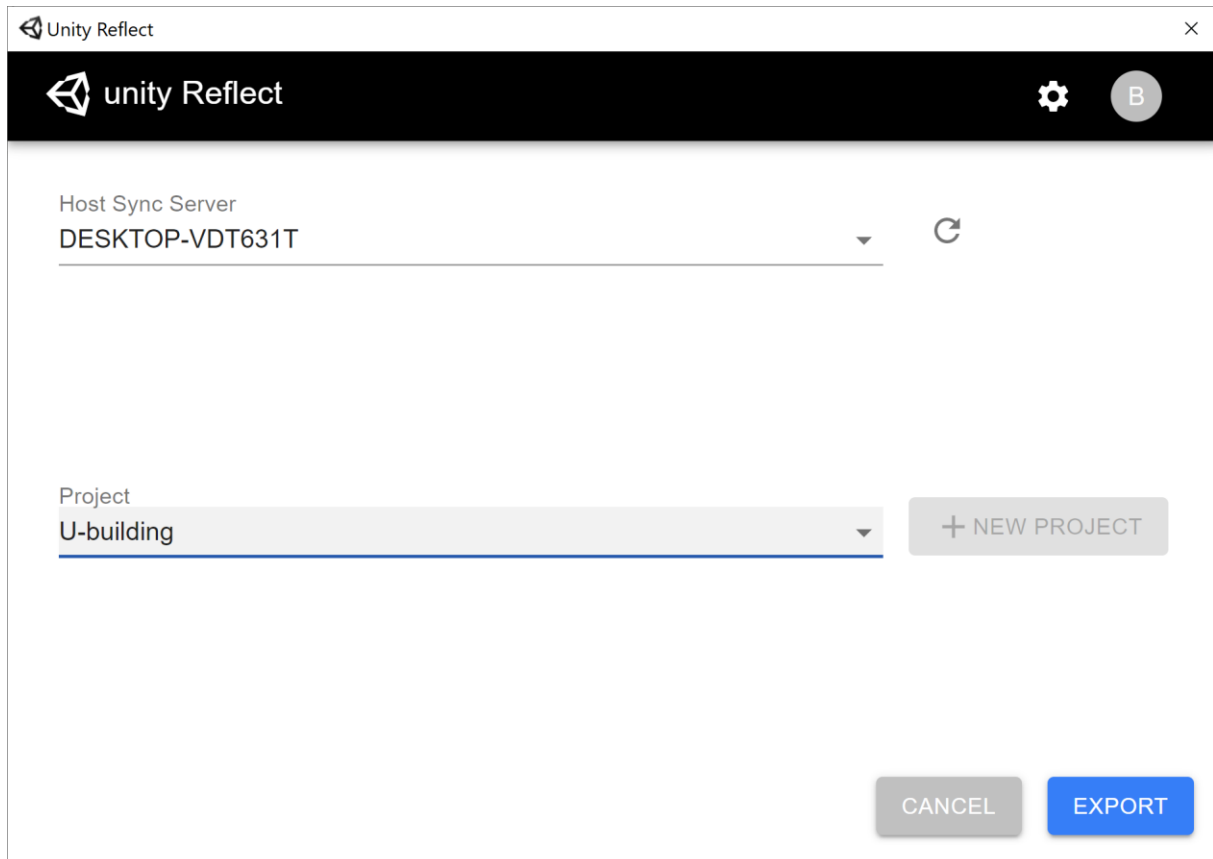 Unity Reflect
unity Reflect
B
Host Sync Server
DESKTOP-VDT631T
Project
U-building
+ NEW PROJECT
CANCEL
EXPORT